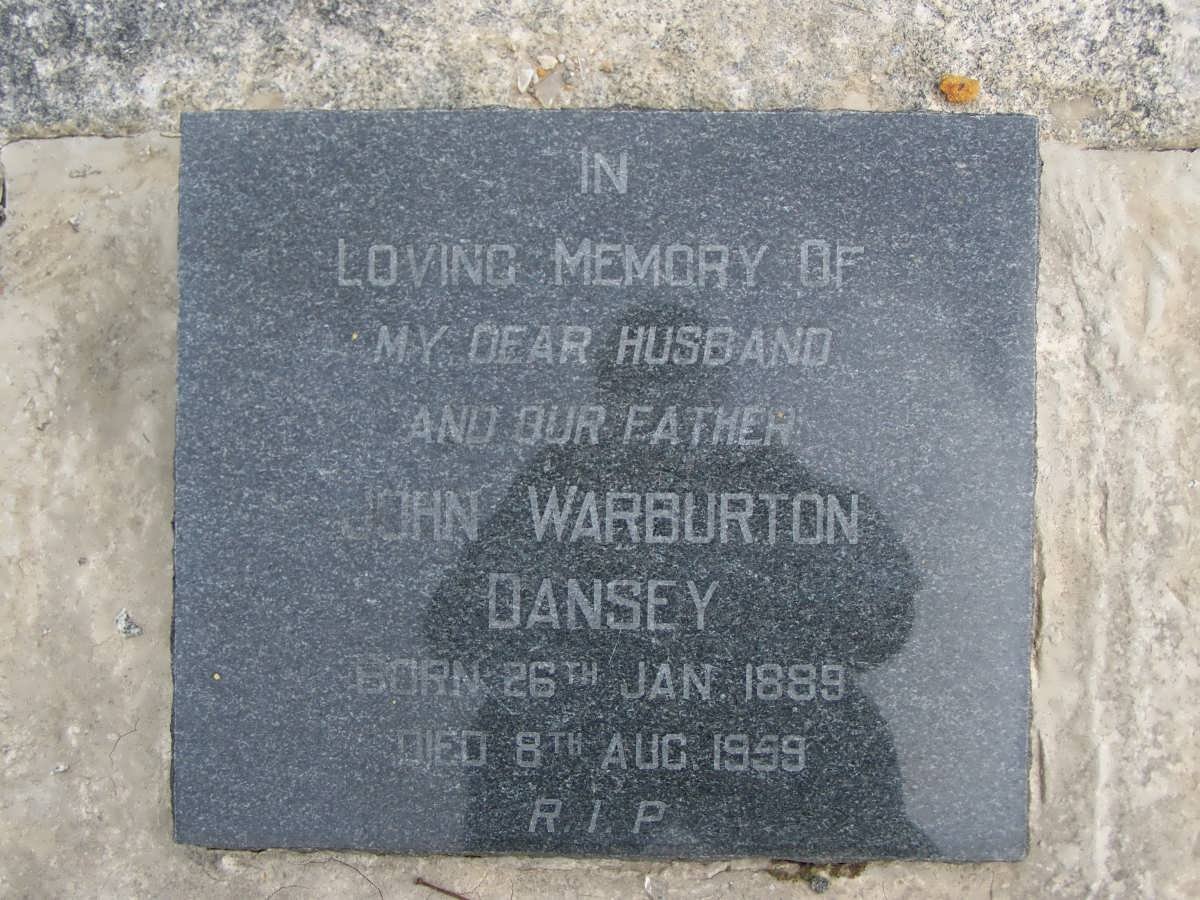 IN
LOVING MEMORY OF
MY DEAR HUSBAND
AND OUR FATHER
JOHN WARBURTON
DANSEY
BORN 26TH JAN. 1889
DIED 8TH AUG. 1959
R.I.P